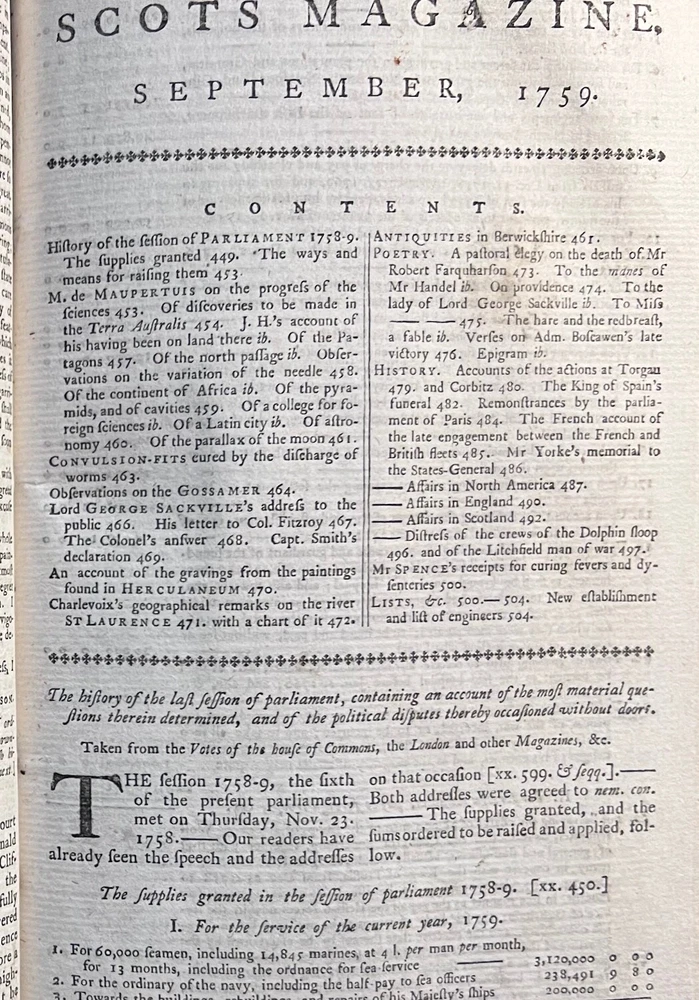 SCOTS MAGAZINE,
SEPTEMBER, 1759.
CONTENTS.
Hiſtory of the ſeſſion of PARLIAMENT 1758-9.
The ſupplies granted 449. The ways and
means for raiſing them 453.
M. de MAUPERTUIS on the progreſs of the
ſciences 453. Of diſcoveries to be made in
the Terra Auſtralis 454. J. H.'s account of
his having been on land there ib. Of the Pa-
tagons 457. Of the north paſſage ib. Obſer-
vations on the variation of the needle 458.
Of the continent of Africa ib. Of the pyra-
mids, and of cavities 459. Of a college for fo-
reign ſciences ib. Of a Latin city ib. Of aſtro-
nomy 460. Of the parallax of the moon 461.
CONVULSION-FITS cured by the diſcharge of
worms 463.
Obſervations on the GOSSAMER 464.
Lord GEORGE SACKVILLE's addreſs to the
public 466. His letter to Col. Fitzroy 467.
The Colonel's anſwer 468. Capt. Smith's
declaration 469.
An account of the gravings from the paintings
found in HERCULANEUM 470.
Charlevoix's geographical remarks on the river
ST LAURENCE 471. with a chart of it 472.
ANTIQUITIES in Berwickſhire 461.
POETRY. A paſtoral elegy on the death of Mr
Robert Farquharſon 473. To the manes of
Mr Handel ib. On providence 474. To the
lady of Lord George Sackville ib. To Miſs
—— —— 475. The hare and the redbreaſt,
a fable ib. Verſes on Adm. Boſcawen's late
victory 476. Epigram ib.
HISTORY. Accounts of the actions at Torgau
479. and Corbitz 480. The King of Spain's
funeral 482. Remonſtrances by the parlia-
ment of Paris 484. The French account of
the late engagement between the French and
Britiſh fleets 485. Mr Yorke's memorial to
the States-General 486.
—— Affairs in North America 487.
—— Affairs in England 490.
—— Affairs in Scotland 492.
—— Diſtreſs of the crews of the Dolphin ſloop
496. and of the Litchfield man of war 497.
Mr SPENCE's receipts for curing fevers and dy-
ſenteries 500.
LISTS, &c. 500.—504. New eſtabliſhment
and liſt of engineers 504.
The hiſtory of the laſt ſeſſion of parliament, containing an account of the moſt material que-
ſtions therein determined, and of the political diſputes thereby occaſioned without doors.
Taken from the Votes of the houſe of Commons, the London and other Magazines, &c.
THE ſeſſion 1758-9, the ſixth
of the preſent parliament,
met on Thurſday, Nov. 23.
1758.—— Our readers have
already ſeen the ſpeech and the addreſſes
on that occaſion [xx. 599. & ſeqq.].——
Both addreſſes were agreed to nem. con.
—— The ſupplies granted, and the
ſums ordered to be raiſed and applied, fol-
low.
The ſupplies granted in the ſeſſion of parliament 1758-9. [xx. 450.]
I. For the ſervice of the current year, 1759.
1. For 60,000 ſeamen, including 14,845 marines, at 4 l. per man per month,
for 13 months, including the ordnance for ſea-ſervice —— 3,120,000 0 0 0
2. For the ordinary of the navy, including the half-pay to ſea officers 238,491 9 8 0
3. Towards the buildings, rebuildings, and repairs of his Majeſty's ſhips 200,000 0 0 0